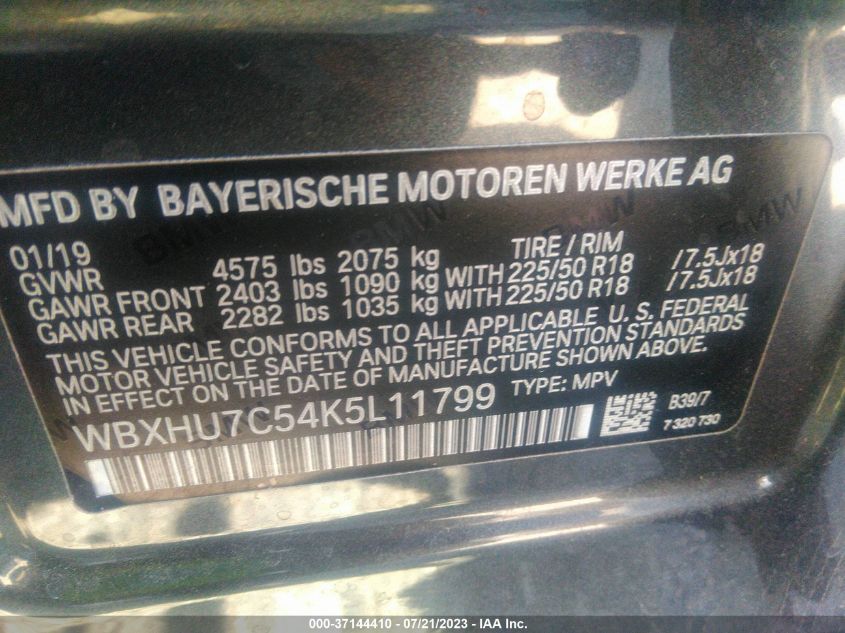 MFD BY BAYERISCHE MOTOREN WERKE AG
01/19 TIRE / RIM
GVWR 4575 lbs 2075 kg
GAWR FRONT 2403 lbs 1090 kg WITH 225/50 R18 /7.5Jx18
GAWR REAR 2282 lbs 1035 kg WITH 225/50 R18 /7.5Jx18
THIS VEHICLE CONFORMS TO ALL APPLICABLE U. S. FEDERAL
MOTOR VEHICLE SAFETY AND THEFT PREVENTION STANDARDS
IN EFFECT ON THE DATE OF MANUFACTURE SHOWN ABOVE.
WBXHU7C54K5L11799 TYPE: MPV
B39/7
7 320 730
BMW BMW BMW BMW
000-37144410 - 07/21/2023 - IAA Inc.